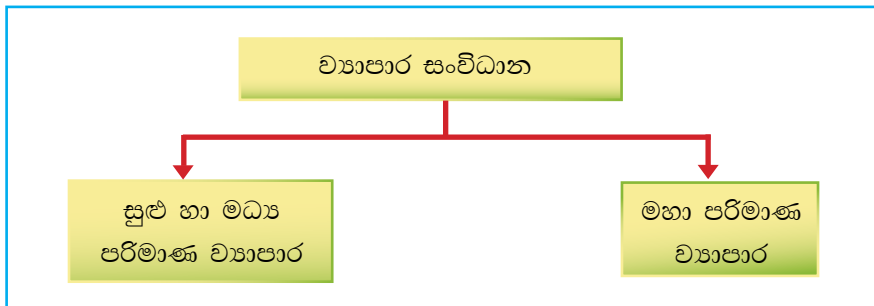 ව්‍යාපාර සංවිධාන
සුළු හා මධ්‍ය
පරිමාණ ව්‍යාපාර
මහා පරිමාණ
ව්‍යාපාර